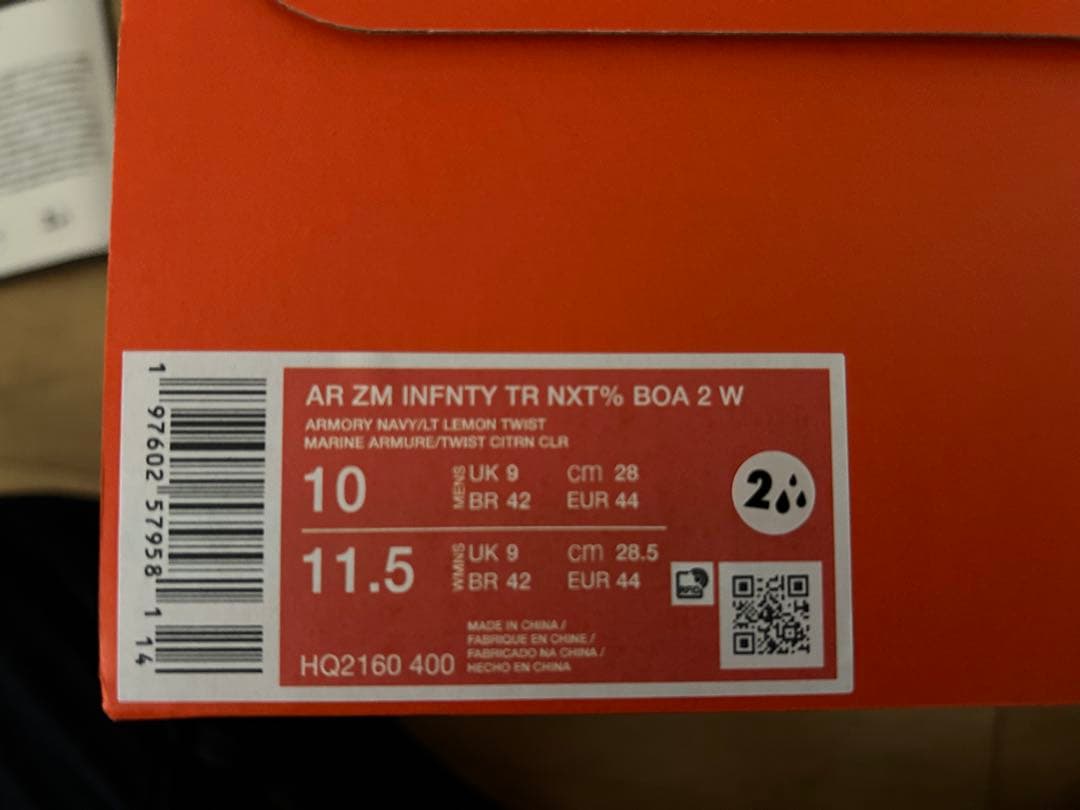 AR ZM INFNTY TR NXT% BOA 2 W
ARMORY NAVY/LT LEMON TWIST
MARINE ARMURE/TWIST CITRN CLR
10 MENS UK 9 cm 28
BR 42 EUR 44
2
11.5 WMNS UK 9 cm 28.5
BR 42 EUR 44
RFID
MADE IN CHINA /
FABRIQUE EN CHINE /
FABRICADO NA CHINA /
HECHO EN CHINA
HQ2160 400
1 97602 57958 1 14